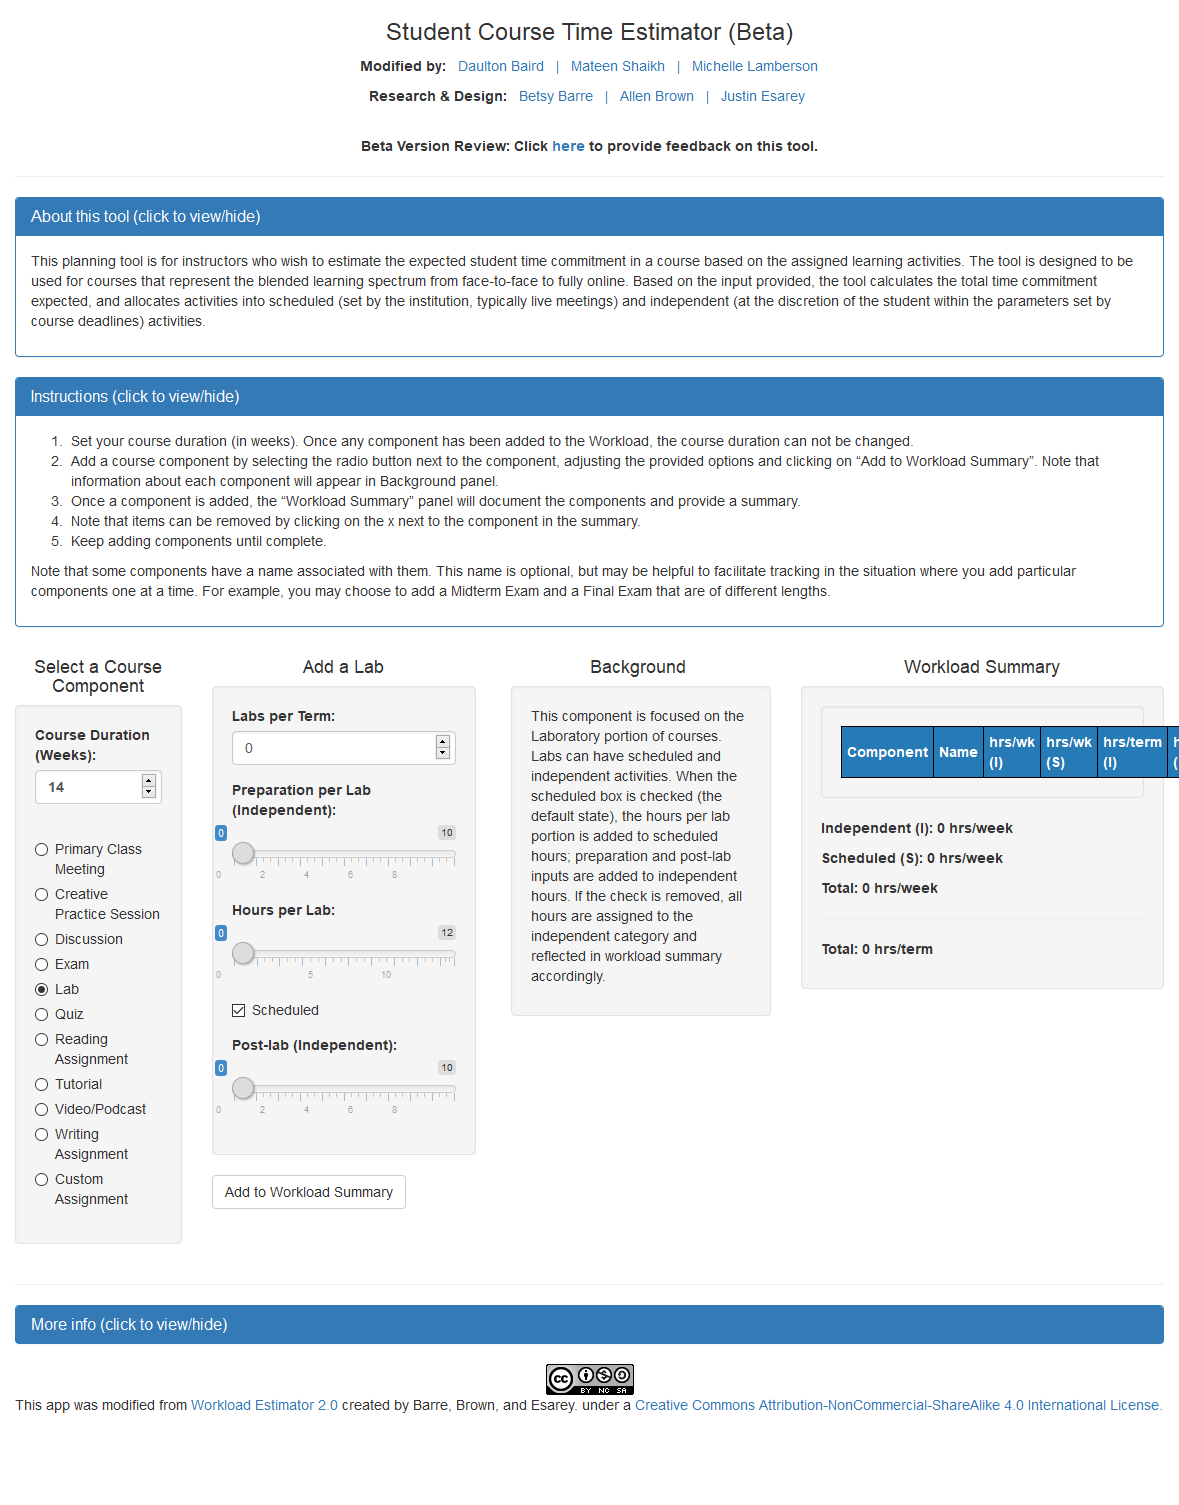 Student Course Time Estimator (Beta)
Modified by: Daulton Baird | Mateen Shaikh | Michelle Lamberson
Research & Design: Betsy Barre | Allen Brown | Justin Esarey
Beta Version Review: Click here to provide feedback on this tool.
About this tool (click to view/hide)
This planning tool is for instructors who wish to estimate the expected student time commitment in a course based on the assigned learning activities. The tool is designed to be
used for courses that represent the blended learning spectrum from face-to-face to fully online. Based on the input provided, the tool calculates the total time commitment
expected, and allocates activities into scheduled (set by the institution, typically live meetings) and independent (at the discretion of the student within the parameters set by
course deadlines) activities.
Instructions (click to view/hide)
1. Set your course duration (in weeks). Once any component has been added to the Workload, the course duration can not be changed.
2. Add a course component by selecting the radio button next to the component, adjusting the provided options and clicking on “Add to Workload Summary”. Note that
information about each component will appear in Background panel.
3. Once a component is added, the “Workload Summary” panel will document the components and provide a summary.
4. Note that items can be removed by clicking on the x next to the component in the summary.
5. Keep adding components until complete.
Note that some components have a name associated with them. This name is optional, but may be helpful to facilitate tracking in the situation where you add particular
components one at a time. For example, you may choose to add a Midterm Exam and a Final Exam that are of different lengths.
Select a Course
Component
Course Duration
(Weeks):
14
Primary Class
Meeting
Creative
Practice Session
Discussion
Exam
Lab
Quiz
Reading
Assignment
Tutorial
Video/Podcast
Writing
Assignment
Custom
Assignment
Add a Lab
Labs per Term:
0
Preparation per Lab
(Independent):
0 10
0 2 4 6 8
Hours per Lab:
0 12
0 5 10
Scheduled
Post-lab (Independent):
0 10
0 2 4 6 8
Add to Workload Summary
Background
This component is focused on the
Laboratory portion of courses.
Labs can have scheduled and
independent activities. When the
scheduled box is checked (the
default state), the hours per lab
portion is added to scheduled
hours; preparation and post-lab
inputs are added to independent
hours. If the check is removed, all
hours are assigned to the
independent category and
reflected in workload summary
accordingly.
Workload Summary
Component Name hrs/wk (I) hrs/wk (S) hrs/term (I)
Independent (I): 0 hrs/week
Scheduled (S): 0 hrs/week
Total: 0 hrs/week
Total: 0 hrs/term
More info (click to view/hide)
cc BY NC SA
This app was modified from Workload Estimator 2.0 created by Barre, Brown, and Esarey. under a Creative Commons Attribution-NonCommercial-ShareAlike 4.0 International License.